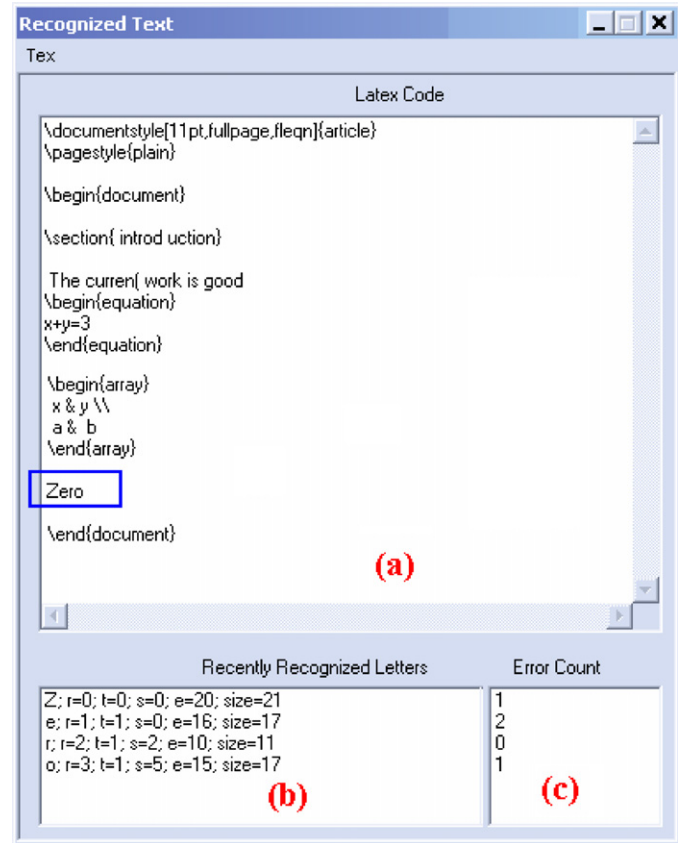 Recognized Text
Tex
Latex Code
\documentstyle[11pt,fullpage,fleqn]{article}
\pagestyle{plain}
\begin{document}
\section{ introd uction}
The curren( work is good
\begin{equation}
x+y=3
\end{equation}
\begin{array}
x & y \\
a & b
\end{array}
Zero
\end{document}
(a)
Recently Recognized Letters
Z; r=0; t=0; s=0; e=20; size=21
e; r=1; t=1; s=0; e=16; size=17
r; r=2; t=1; s=2; e=10; size=11
o; r=3; t=1; s=5; e=15; size=17
(b)
Error Count
1
2
0
1
(c)